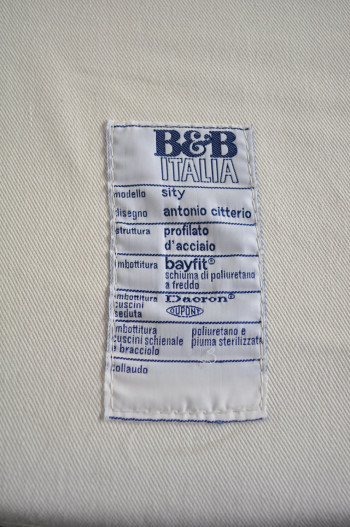 B&B
ITALIA
modello sity
disegno antonio citterio
struttura profilato
d'acciaio
imbottitura bayfit®
schiuma di poliuretano
a freddo
imbottitura Dacron®
cuscini
seduta DUPONT
imbottitura poliuretano e
cuscini schienale piuma sterilizzata
e bracciolo
collaudo